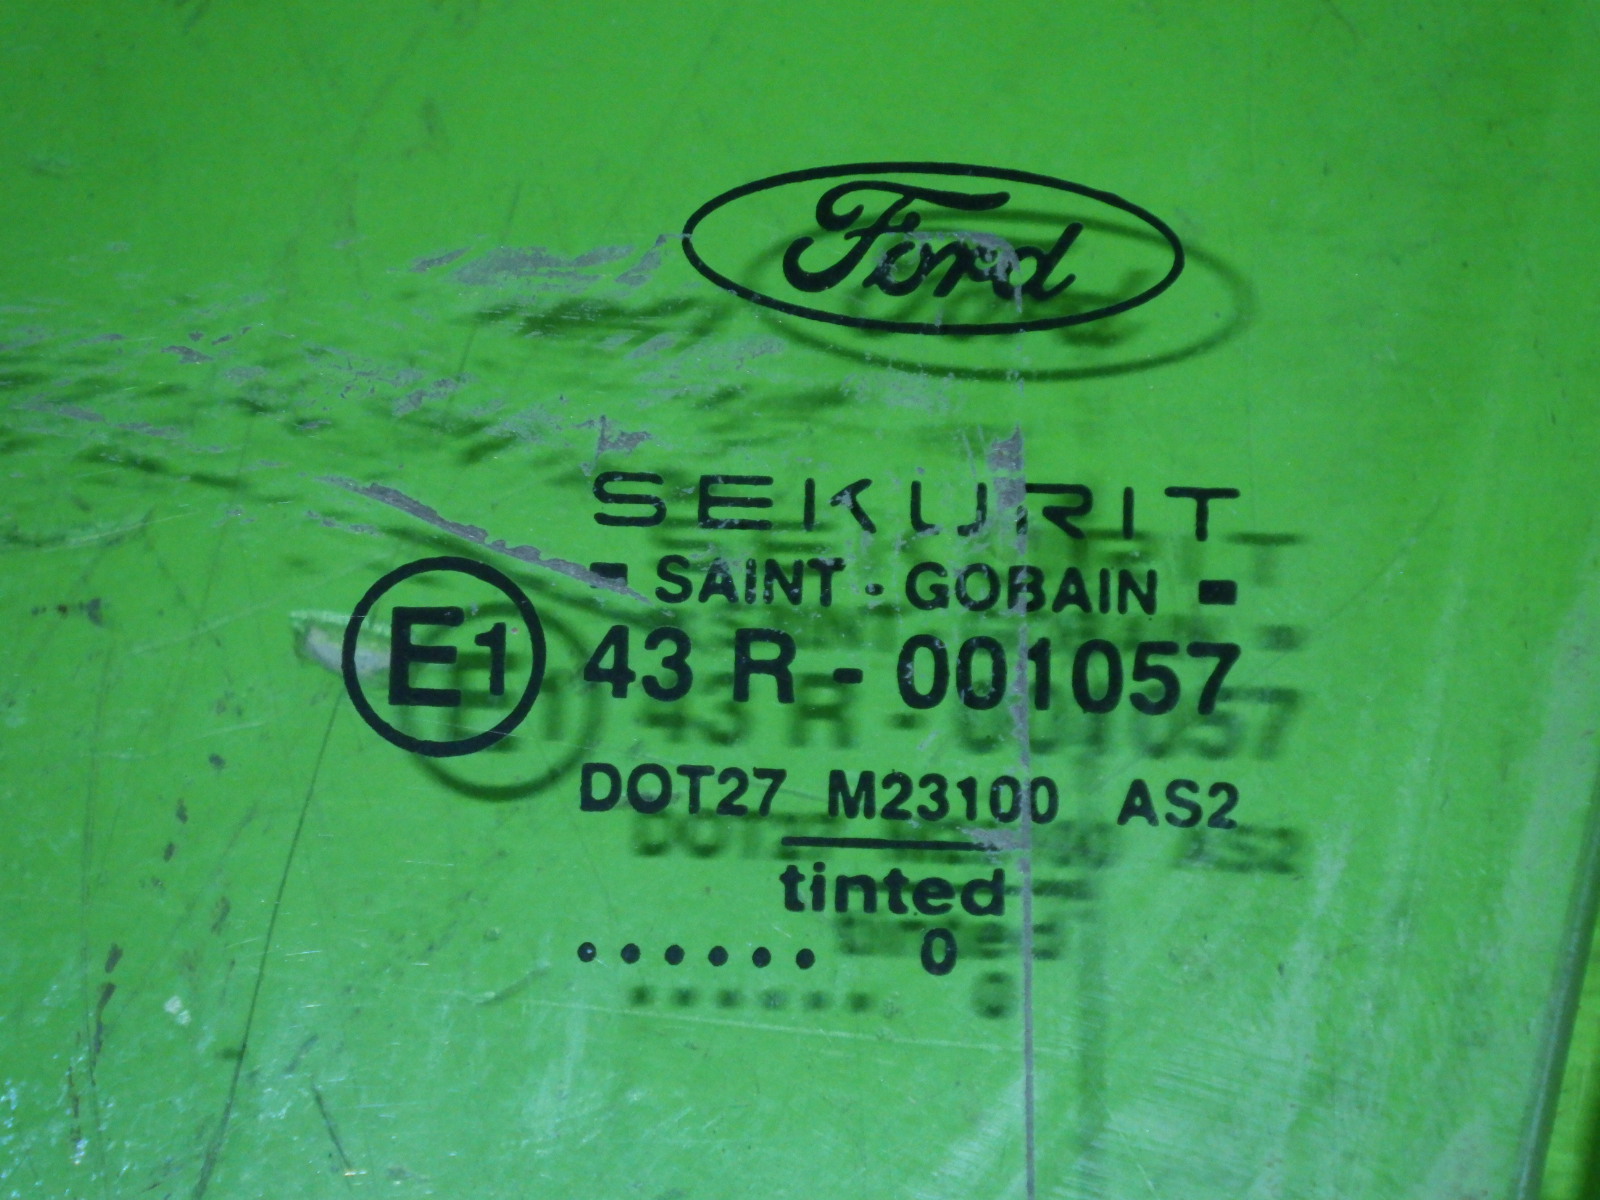 Ford
SEKURIT
- SAINT - GOBAIN -
E1 43 R - 001057
DOT27 M23100 AS2
tinted
...... 0